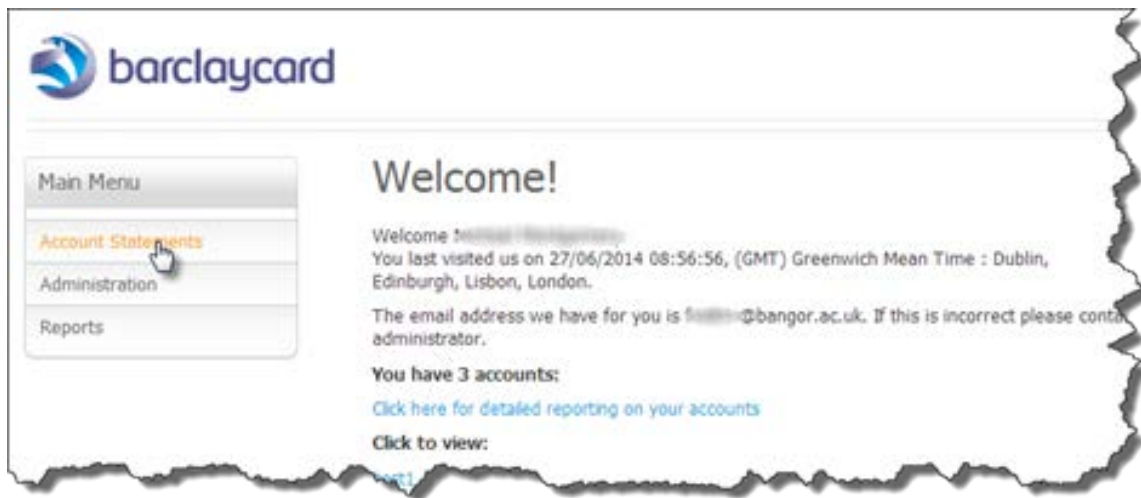 barclaycard
Main Menu
Account Statements
Administration
Reports
Welcome!
Welcome
You last visited us on 27/06/2014 08:56:56, (GMT) Greenwich Mean Time : Dublin,
Edinburgh, Lisbon, London.
The email address we have for you is @bangor.ac.uk. If this is incorrect please
administrator.
You have 3 accounts:
Click here for detailed reporting on your accounts
Click to view: